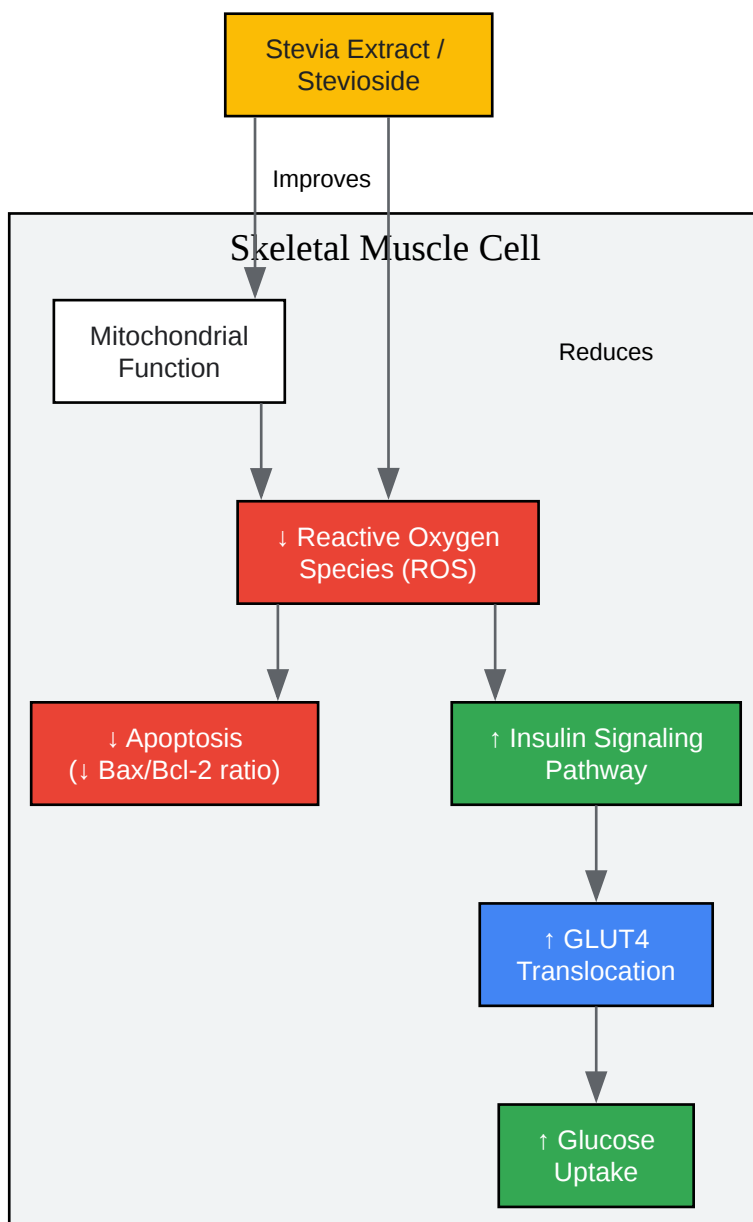 Stevia Extract /
Stevioside
Improves
Skeletal Muscle Cell
Mitochondrial
Function
Reduces
↓ Reactive Oxygen
Species (ROS)
↓ Apoptosis
(↓ Bax/Bcl-2 ratio)
↑ Insulin Signaling
Pathway
↑ GLUT4
Translocation
↑ Glucose
Uptake